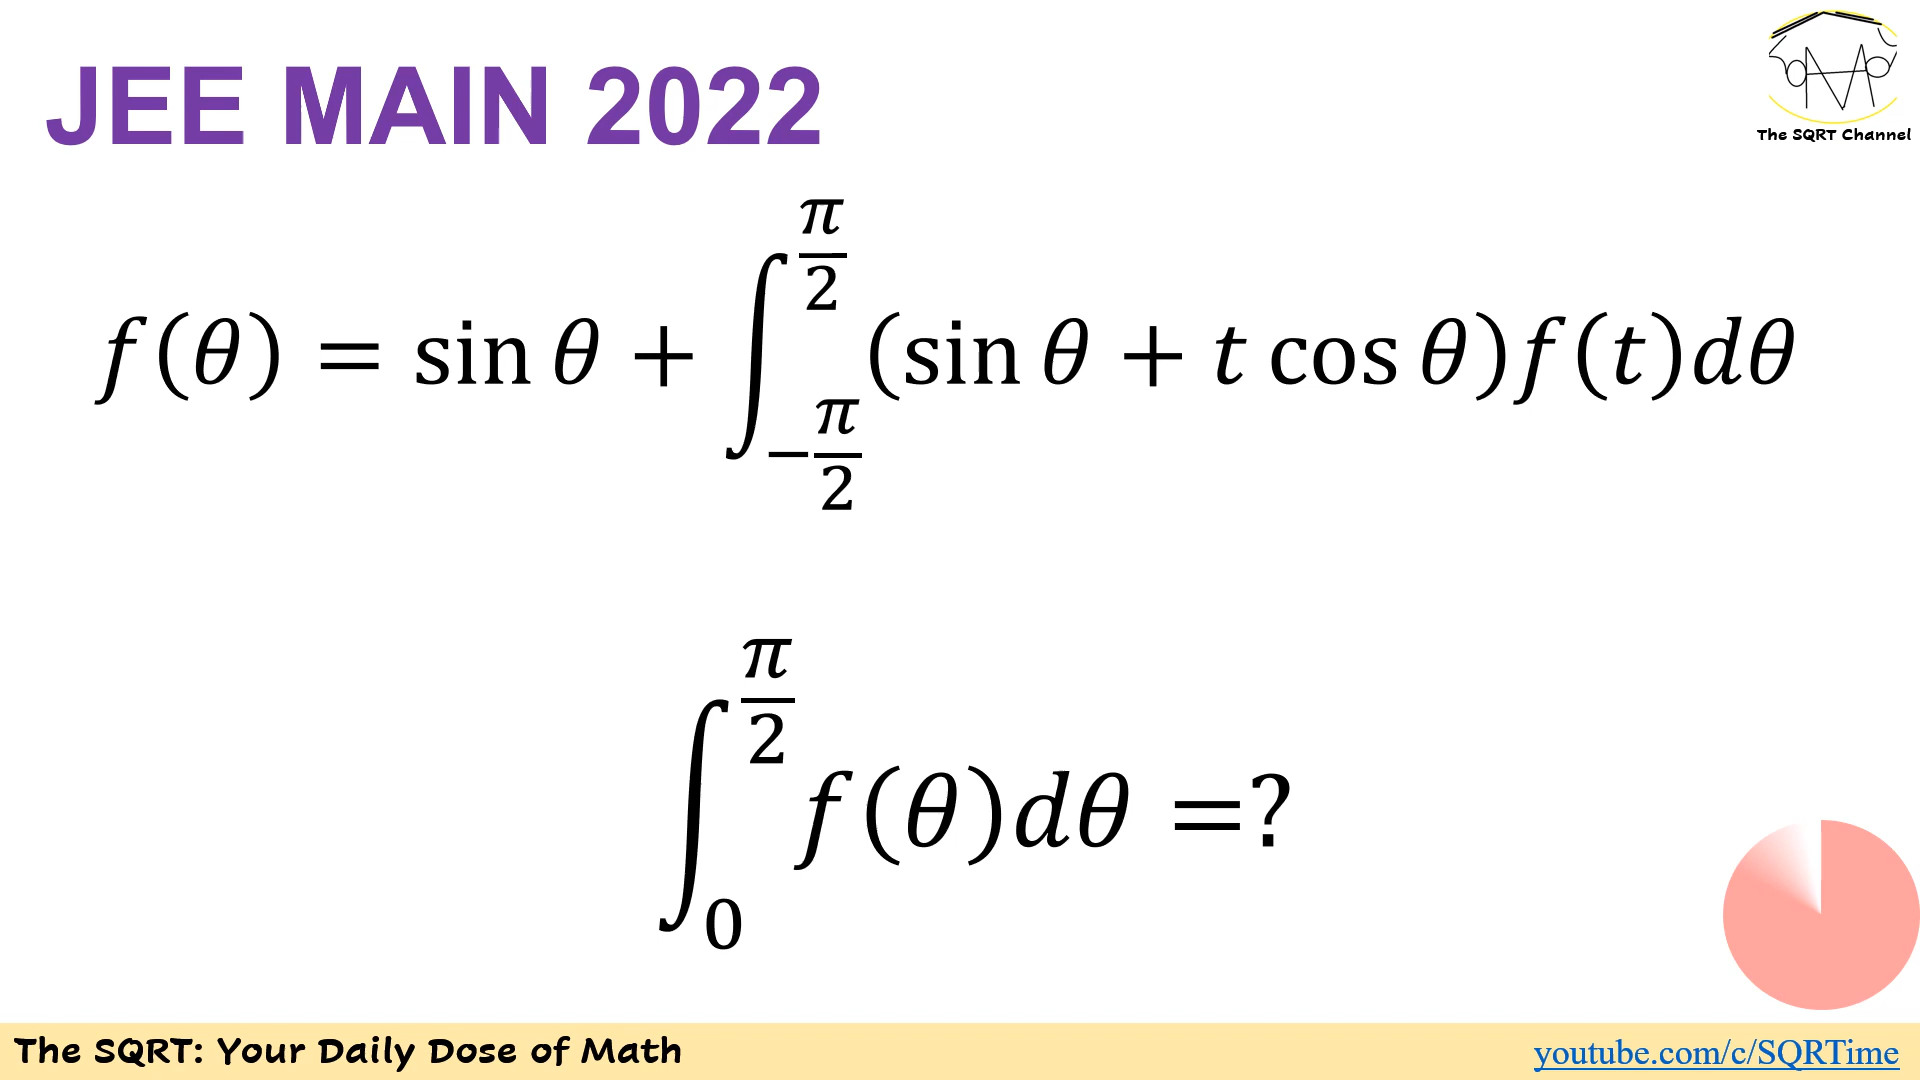 JEE MAIN 2022
The SQRT Channel
f(θ) = sin θ + ∫_{-π/2}^{π/2} (sin θ + t cos θ) f(t) dθ
∫_{0}^{π/2} f(θ) dθ =?
The SQRT: Your Daily Dose of Math
youtube.com/c/SQRTime